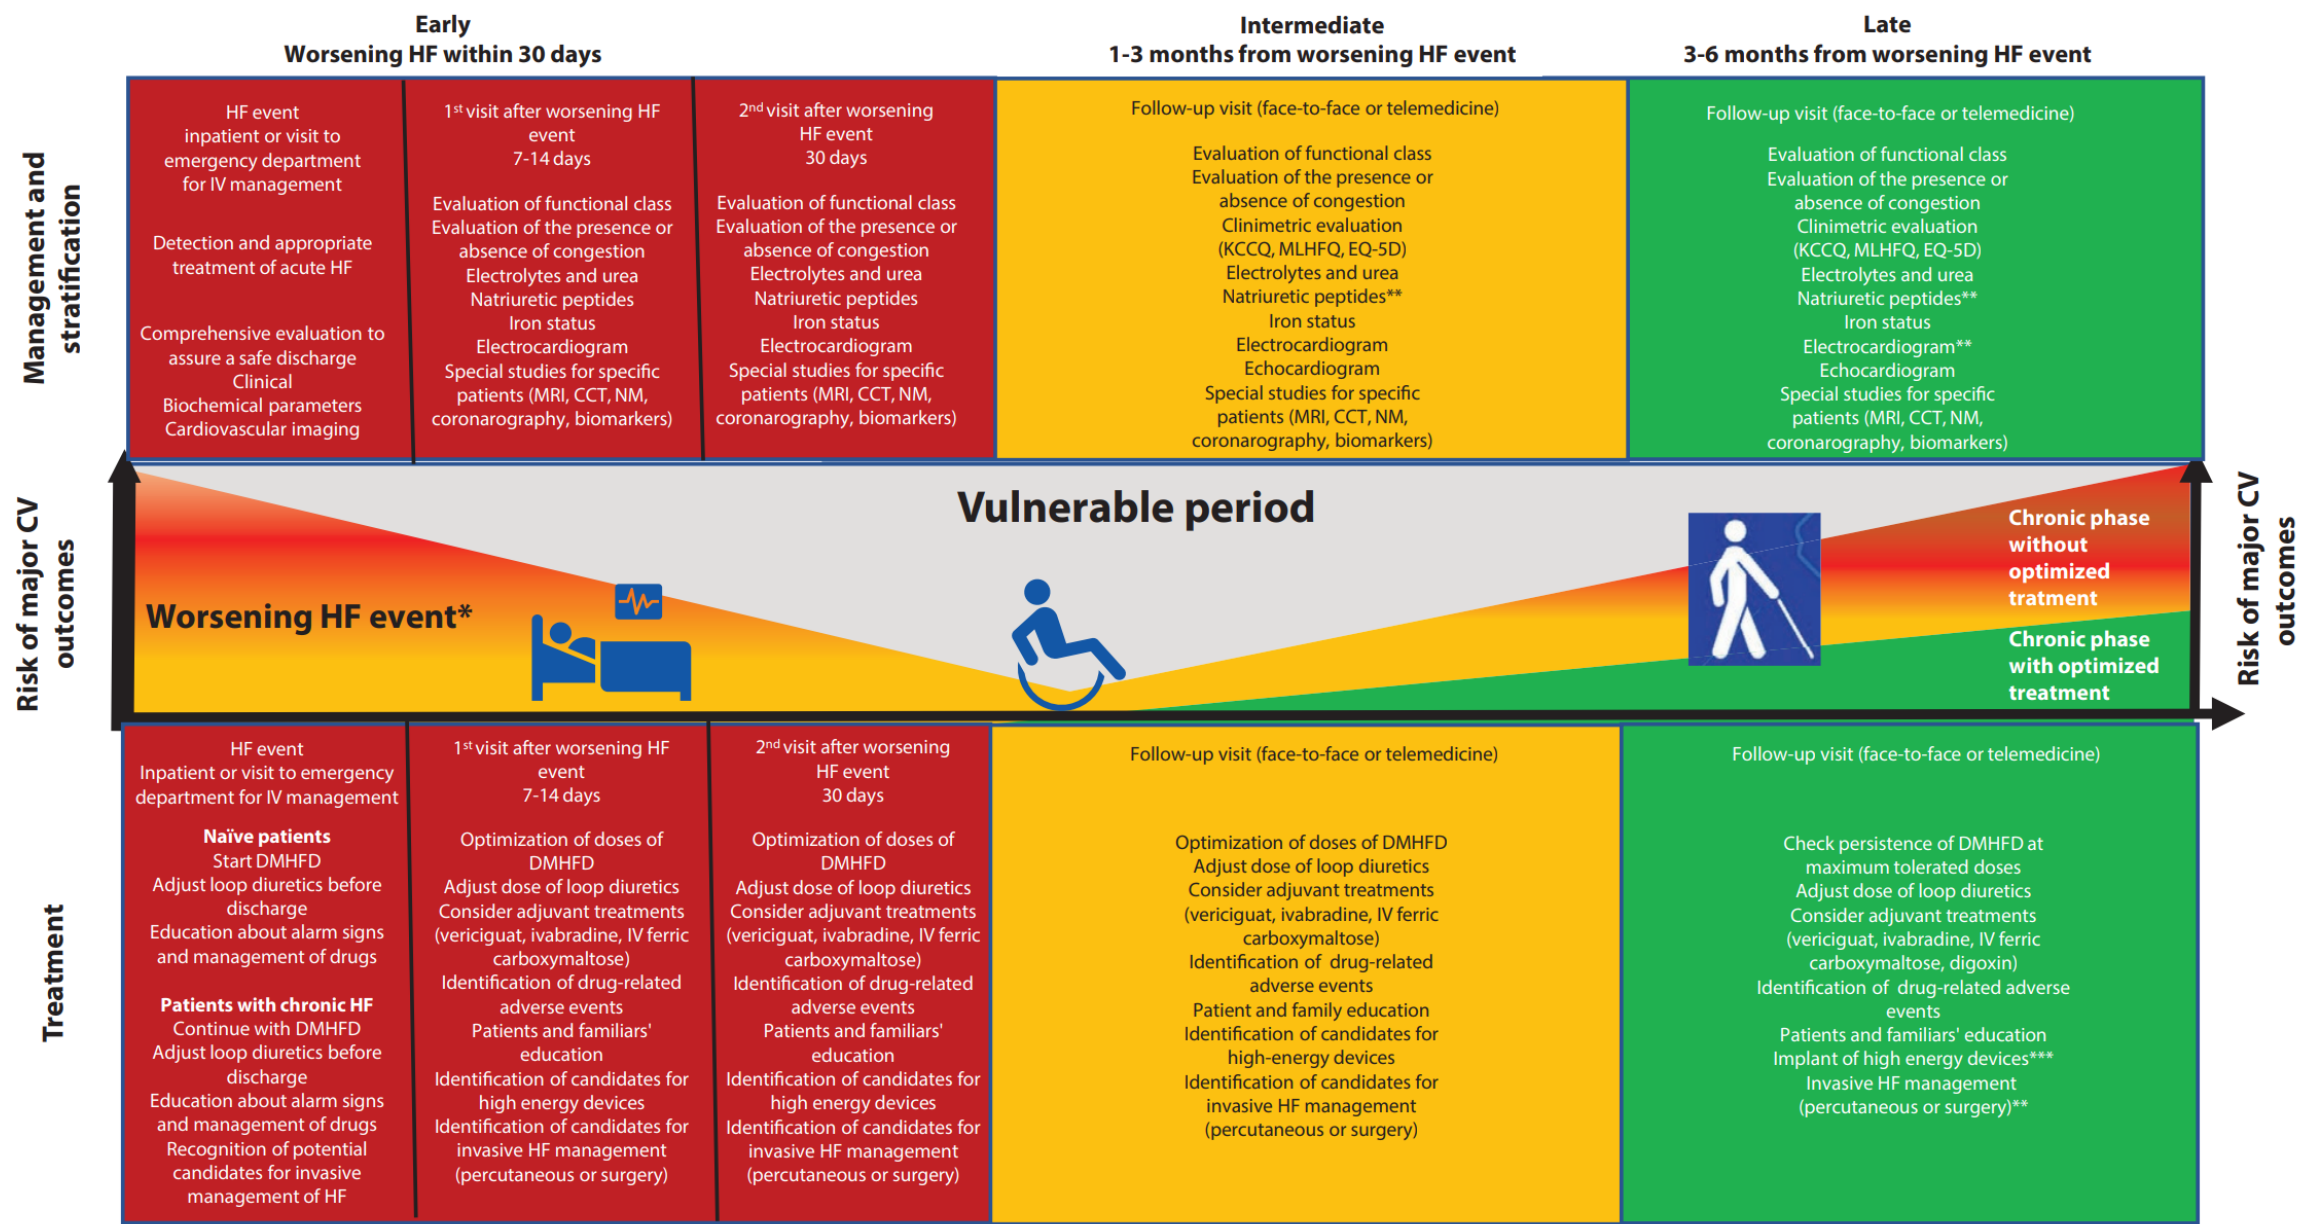 Early
Worsening HF within 30 days
Intermediate
1-3 months from worsening HF event
Late
3-6 months from worsening HF event
Management and
stratification
HF event
inpatient or visit to
emergency department
for IV management
Detection and appropriate
treatment of acute HF
Comprehensive evaluation to
assure a safe discharge
Clinical
Biochemical parameters
Cardiovascular imaging
1st visit after worsening HF
event
7-14 days
Evaluation of functional class
Evaluation of the presence or
absence of congestion
Electrolytes and urea
Natriuretic peptides
Iron status
Electrocardiogram
Special studies for specific
patients (MRI, CCT, NM,
coronarography, biomarkers)
2nd visit after worsening
HF event
30 days
Evaluation of functional class
Evaluation of the presence or
absence of congestion
Electrolytes and urea
Natriuretic peptides
Iron status
Electrocardiogram
Special studies for specific
patients (MRI, CCT, NM,
coronarography, biomarkers)
Follow-up visit (face-to-face or telemedicine)
Evaluation of functional class
Evaluation of the presence or
absence of congestion
Clinimetric evaluation
(KCCQ, MLHFQ, EQ-5D)
Electrolytes and urea
Natriuretic peptides**
Iron status
Electrocardiogram
Echocardiogram
Special studies for specific
patients (MRI, CCT, NM,
coronarography, biomarkers)
Follow-up visit (face-to-face or telemedicine)
Evaluation of functional class
Evaluation of the presence or
absence of congestion
Clinimetric evaluation
(KCCQ, MLHFQ, EQ-5D)
Electrolytes and urea
Natriuretic peptides**
Iron status
Electrocardiogram**
Echocardiogram
Special studies for specific
patients (MRI, CCT, NM,
coronarography, biomarkers)
Risk of major CV
outcomes
Vulnerable period
Worsening HF event*
Chronic phase
without
optimized
tratment
Chronic phase
with optimized
treatment
Risk of major CV
outcomes
Treatment
HF event
Inpatient or visit to emergency
department for IV management
Naïve patients
Start DMHFD
Adjust loop diuretics before
discharge
Education about alarm signs
and management of drugs
Patients with chronic HF
Continue with DMHFD
Adjust loop diuretics before
discharge
Education about alarm signs
and management of drugs
Recognition of potential
candidates for invasive
management of HF
1st visit after worsening HF
event
7-14 days
Optimization of doses of
DMHFD
Adjust dose of loop diuretics
Consider adjuvant treatments
(vericiguat, ivabradine, IV ferric
carboxymaltose)
Identification of drug-related
adverse events
Patients and familiars'
education
Identification of candidates for
high energy devices
Identification of candidates for
invasive HF management
(percutaneous or surgery)
2nd visit after worsening
HF event
30 days
Optimization of doses of
DMHFD
Adjust dose of loop diuretics
Consider adjuvant treatments
(vericiguat, ivabradine, IV ferric
carboxymaltose)
Identification of drug-related
adverse events
Patients and familiars'
education
Identification of candidates for
high energy devices
Identification of candidates for
invasive HF management
(percutaneous or surgery)
Follow-up visit (face-to-face or telemedicine)
Optimization of doses of DMHFD
Adjust dose of loop diuretics
Consider adjuvant treatments
(vericiguat, ivabradine, IV ferric
carboxymaltose)
Identification of drug-related
adverse events
Patient and family education
Identification of candidates for
high-energy devices
Identification of candidates for
invasive HF management
(percutaneous or surgery)
Follow-up visit (face-to-face or telemedicine)
Check persistence of DMHFD at
maximum tolerated doses
Adjust dose of loop diuretics
Consider adjuvant treatments
(vericiguat, ivabradine, IV ferric
carboxymaltose, digoxin)
Identification of drug-related adverse
events
Patients and familiars' education
Implant of high energy devices***
Invasive HF management
(percutaneous or surgery)**